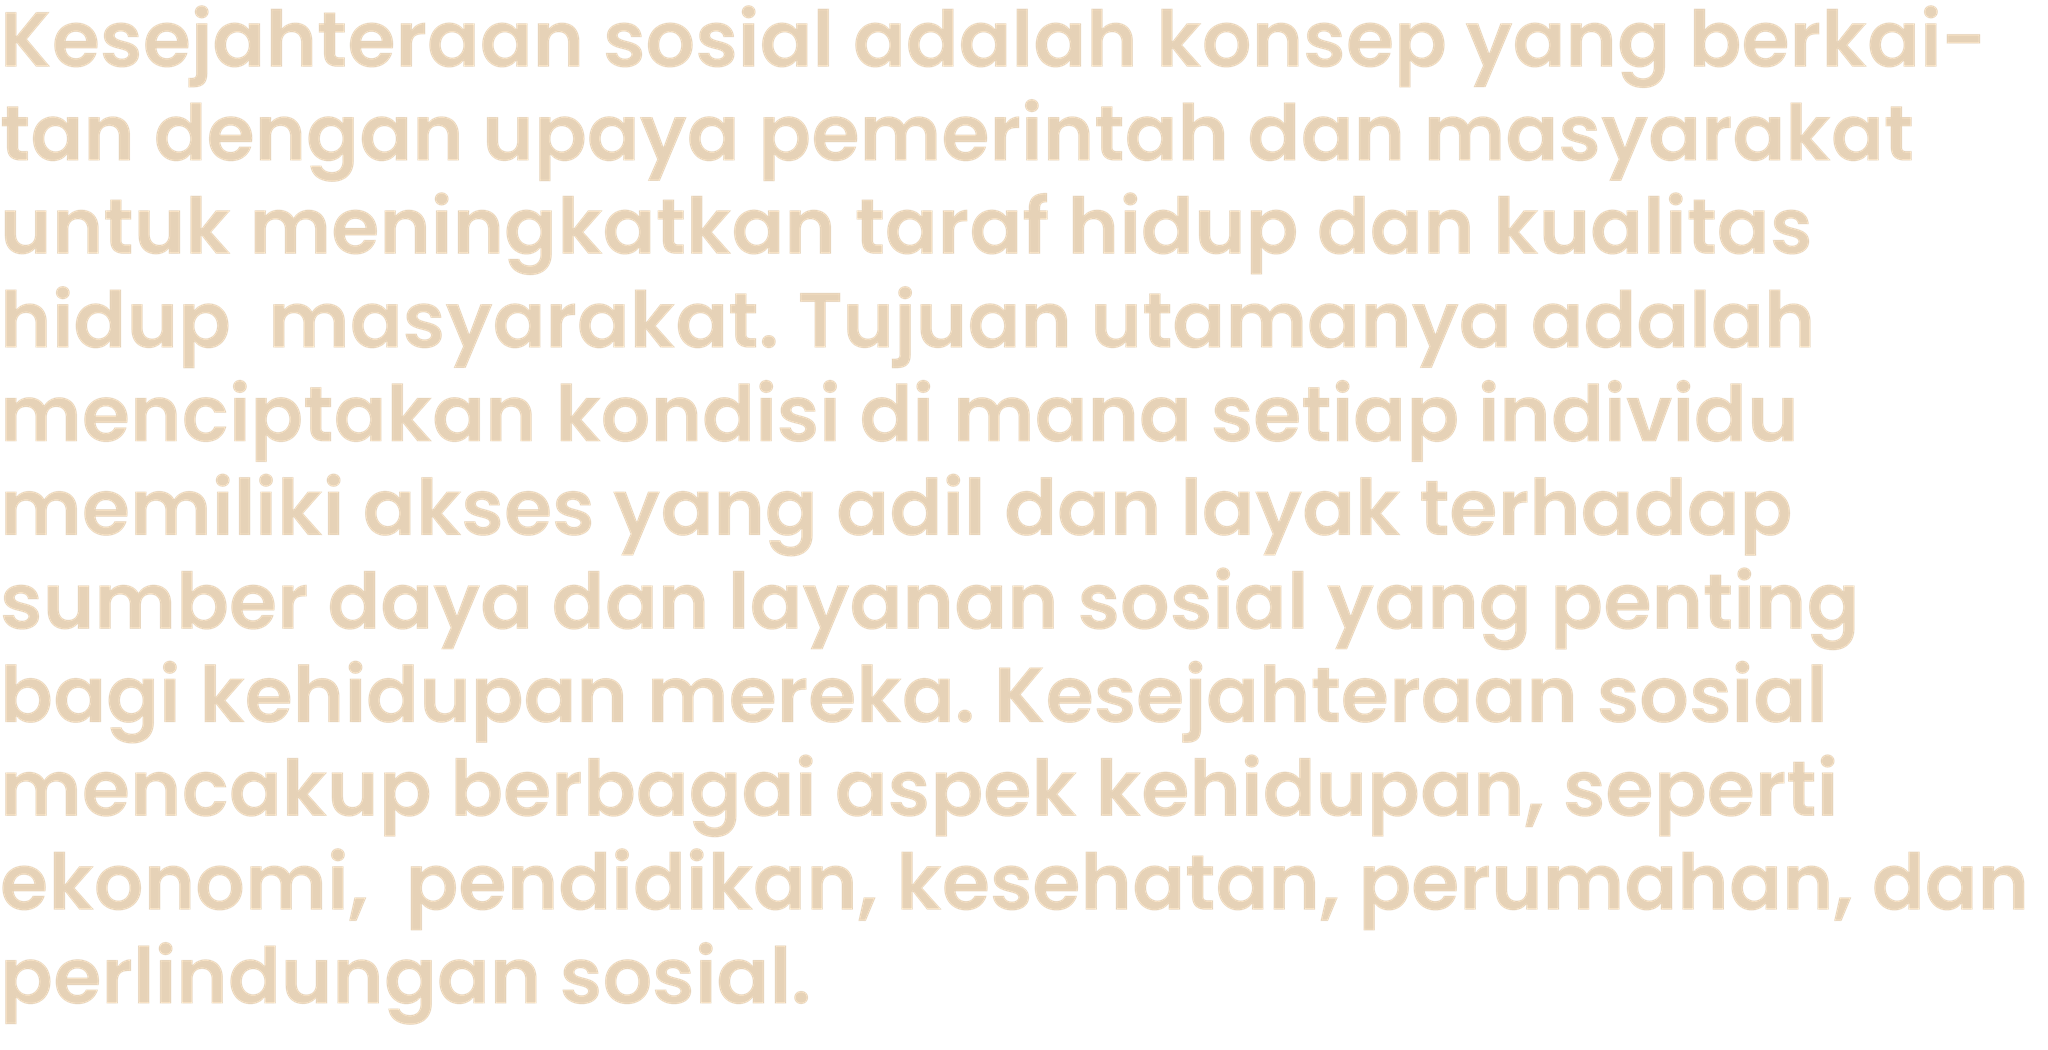 Kesejahteraan sosial adalah konsep yang berkai-
tan dengan upaya pemerintah dan masyarakat
untuk meningkatkan taraf hidup dan kualitas
hidup  masyarakat. Tujuan utamanya adalah
menciptakan kondisi di mana setiap individu
memiliki akses yang adil dan layak terhadap
sumber daya dan layanan sosial yang penting
bagi kehidupan mereka. Kesejahteraan sosial
mencakup berbagai aspek kehidupan, seperti
ekonomi,  pendidikan, kesehatan, perumahan, dan
perlindungan sosial.